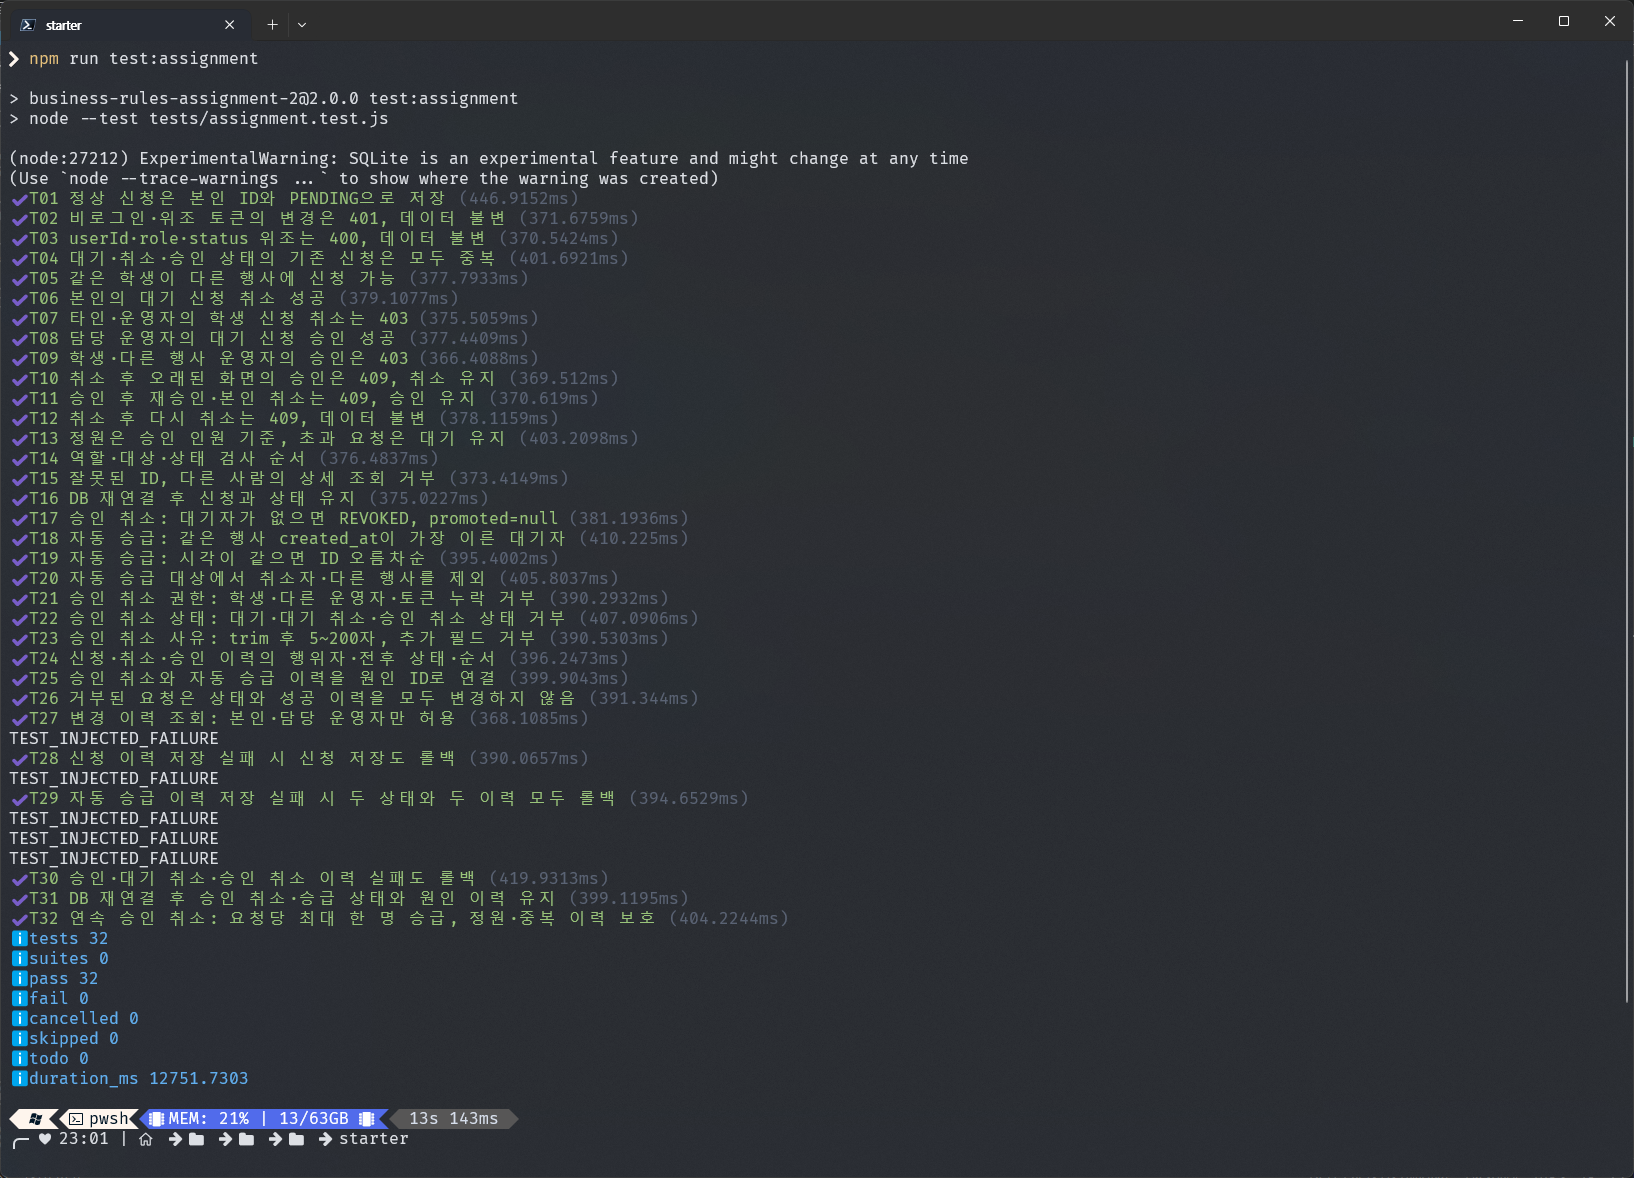 starter
npm run test:assignment
> business-rules-assignment-2@2.0.0 test:assignment
> node --test tests/assignment.test.js
(node:27212) ExperimentalWarning: SQLite is an experimental feature and might change at any time
(Use `node --trace-warnings ...` to show where the warning was created)
✔T01 정상 신청은 본인 ID와 PENDING으로 저장 (446.9152ms)
✔T02 비로그인·위조 토큰의 변경은 401, 데이터 불변 (371.6759ms)
✔T03 userId·role·status 위조는 400, 데이터 불변 (370.5424ms)
✔T04 대기·취소·승인 상태의 기존 신청은 모두 중복 (401.6921ms)
✔T05 같은 학생이 다른 행사에 신청 가능 (377.7933ms)
✔T06 본인의 대기 신청 취소 성공 (379.1077ms)
✔T07 타인·운영자의 학생 신청 취소는 403 (375.5059ms)
✔T08 담당 운영자의 대기 신청 승인 성공 (377.4409ms)
✔T09 학생·다른 행사 운영자의 승인은 403 (366.4088ms)
✔T10 취소 후 오래된 화면의 승인은 409, 취소 유지 (369.512ms)
✔T11 승인 후 재승인·본인 취소는 409, 승인 유지 (370.619ms)
✔T12 취소 후 다시 취소는 409, 데이터 불변 (378.1159ms)
✔T13 정원은 승인 인원 기준, 초과 요청은 대기 유지 (403.2098ms)
✔T14 역할·대상·상태 검사 순서 (376.4837ms)
✔T15 잘못된 ID, 다른 사람의 상세 조회 거부 (373.4149ms)
✔T16 DB 재연결 후 신청과 상태 유지 (375.0227ms)
✔T17 승인 취소: 대기자가 없으면 REVOKED, promoted=null (381.1936ms)
✔T18 자동 승급: 같은 행사 created_at이 가장 이른 대기자 (410.225ms)
✔T19 자동 승급: 시각이 같으면 ID 오름차순 (395.4002ms)
✔T20 자동 승급 대상에서 취소자·다른 행사를 제외 (405.8037ms)
✔T21 승인 취소 권한: 학생·다른 운영자·토큰 누락 거부 (390.2932ms)
✔T22 승인 취소 상태: 대기·대기 취소·승인 취소 상태 거부 (407.0906ms)
✔T23 승인 취소 사유: trim 후 5~200자, 추가 필드 거부 (390.5303ms)
✔T24 신청·취소·승인 이력의 행위자·전후 상태·순서 (396.2473ms)
✔T25 승인 취소와 자동 승급 이력을 원인 ID로 연결 (399.9043ms)
✔T26 거부된 요청은 상태와 성공 이력을 모두 변경하지 않음 (391.344ms)
✔T27 변경 이력 조회: 본인·담당 운영자만 허용 (368.1085ms)
TEST_INJECTED_FAILURE
✔T28 신청 이력 저장 실패 시 신청 저장도 롤백 (390.0657ms)
TEST_INJECTED_FAILURE
✔T29 자동 승급 이력 저장 실패 시 두 상태와 두 이력 모두 롤백 (394.6529ms)
TEST_INJECTED_FAILURE
TEST_INJECTED_FAILURE
TEST_INJECTED_FAILURE
✔T30 승인·대기 취소·승인 취소 이력 실패도 롤백 (419.9313ms)
✔T31 DB 재연결 후 승인 취소·승급 상태와 원인 이력 유지 (399.1195ms)
✔T32 연속 승인 취소: 요청당 최대 한 명 승급, 정원·중복 이력 보호 (404.2244ms)
ℹtests 32
ℹsuites 0
ℹpass 32
ℹfail 0
ℹcancelled 0
ℹskipped 0
ℹtodo 0
ℹduration_ms 12751.7303
pwsh MEM: 21% | 13/63GB 13s 143ms
♥ 23:01 | starter